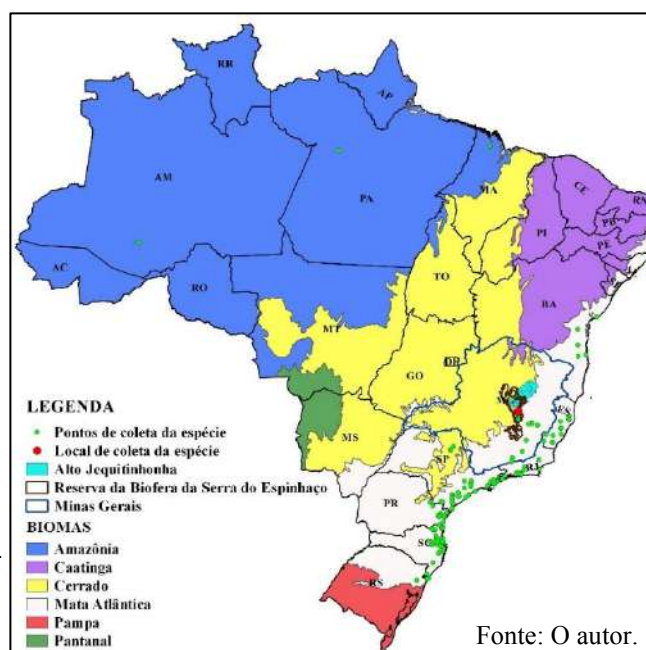 RR
AP
AM
PA
MA
CE
RN
PI
PB
PE
AC
RO
TO
BA
MT
GO
DF
MS
ES
SP
RJ
PR
SC
RS
LEGENDA
Pontos de coleta da espécie
Local de coleta da espécie
Alto Jequitinhonha
Reserva da Biofera da Serra do Espinhaço
Minas Gerais
BIOMAS
Amazônia
Caatinga
Cerrado
Mata Atlântica
Pampa
Pantanal
Fonte: O autor.